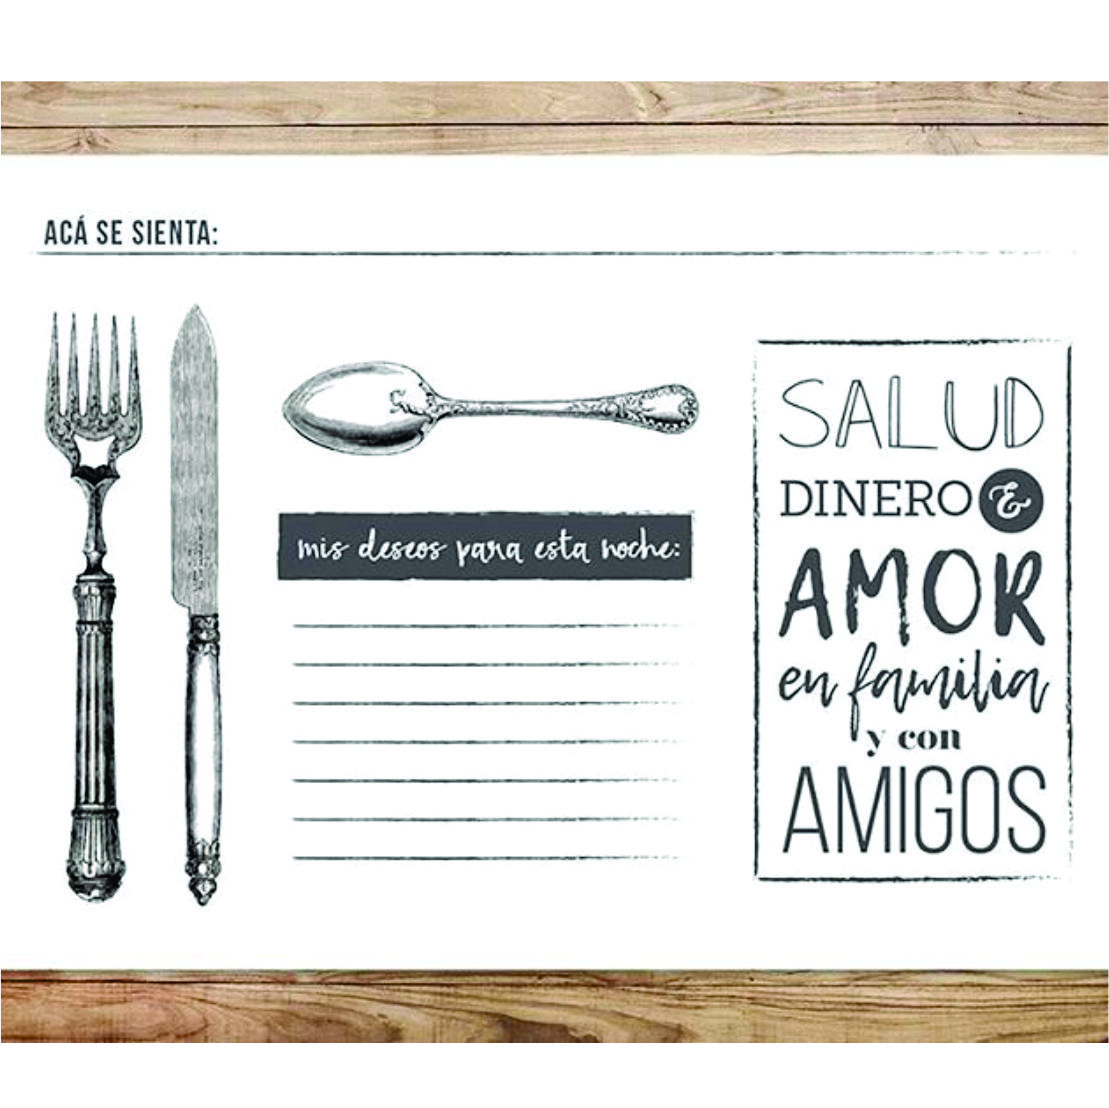 ACÁ SE SIENTA:
mis deseos para esta noche:
SALUD
DINERO &
AMOR
en familia
y con
AMIGOS